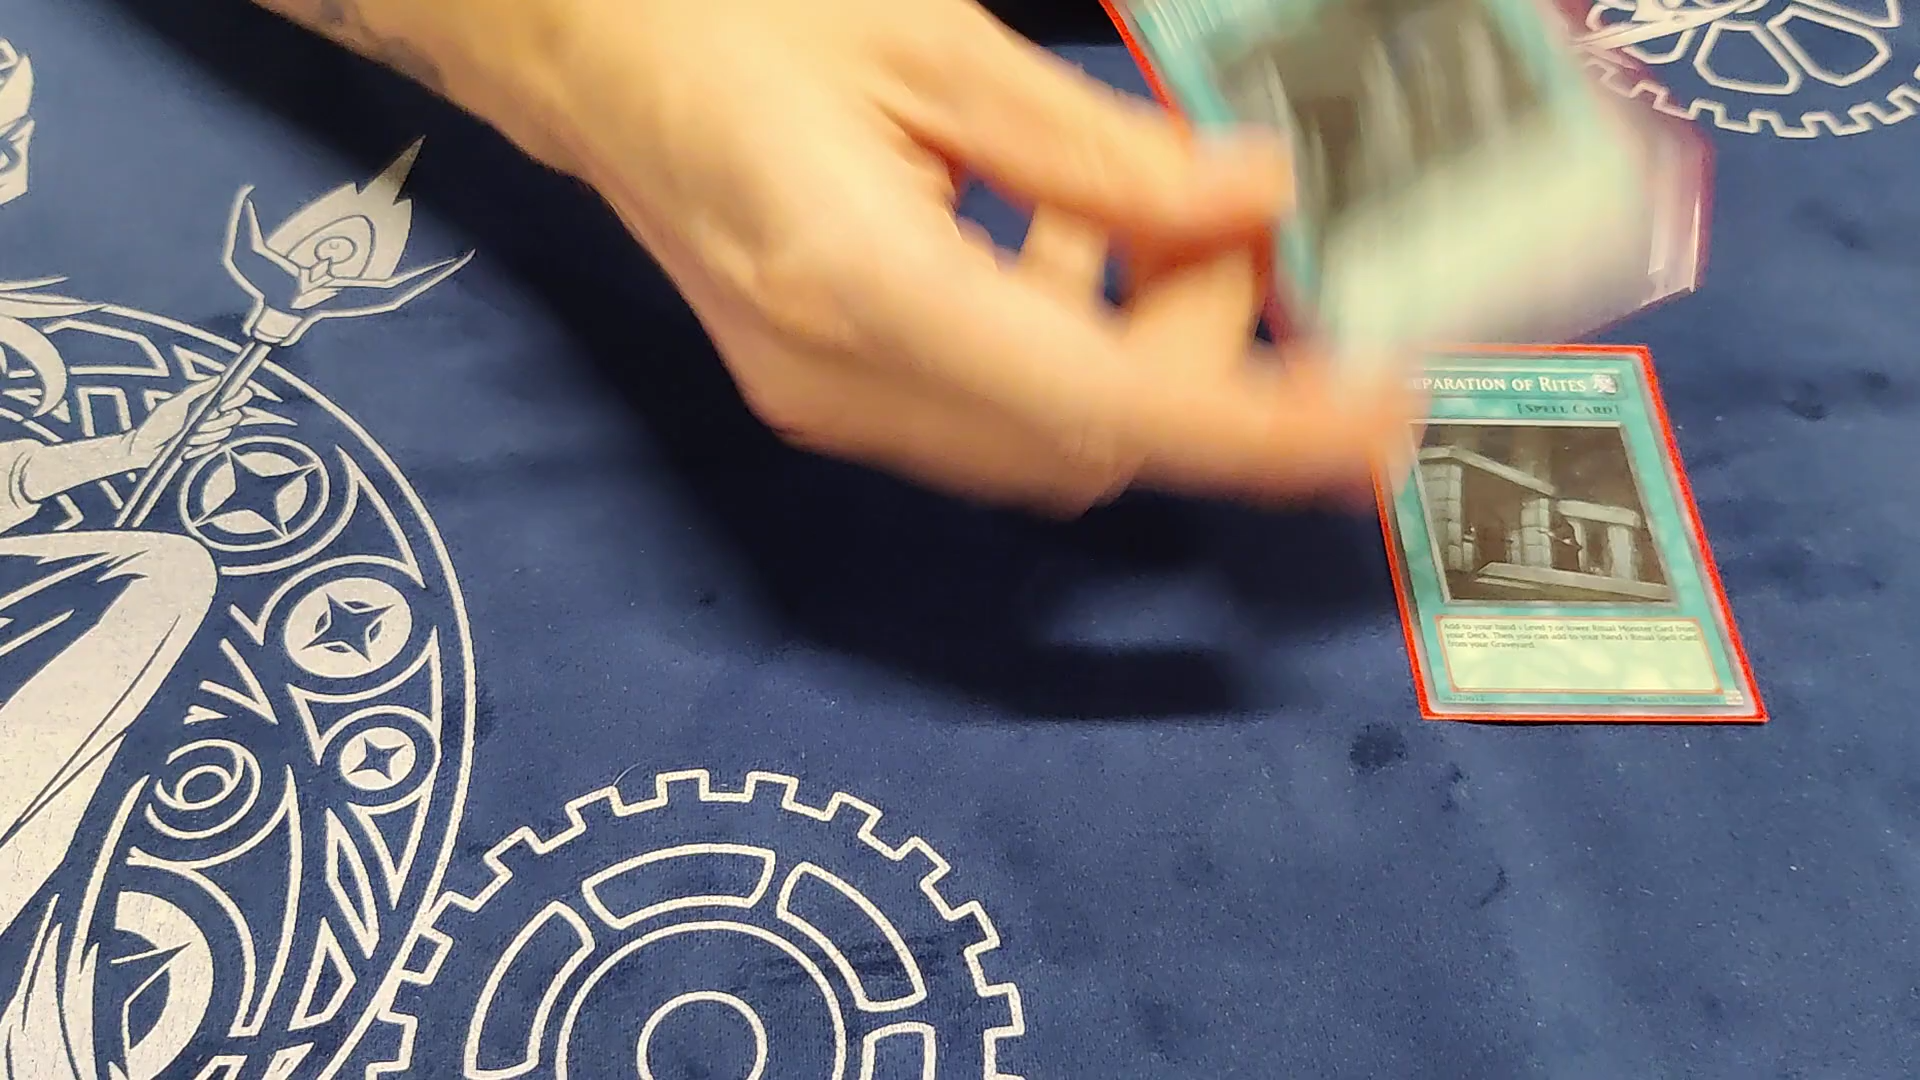 EPARATION OF RITES
[SPELL CARD]
Add to your hand 1 Level 7 or lower Ritual Monster Card from
your Deck. Then you can add to your hand 1 Ritual Spell Card
from your Graveyard.